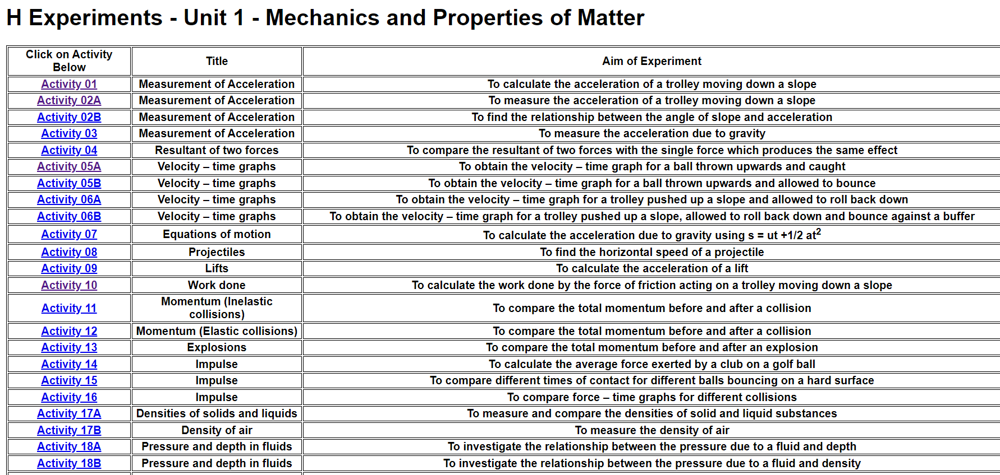 H Experiments - Unit 1 - Mechanics and Properties of Matter
Click on Activity
Below
Title
Aim of Experiment
Activity 01 Measurement of Acceleration To calculate the acceleration of a trolley moving down a slope
Activity 02A Measurement of Acceleration To measure the acceleration of a trolley moving down a slope
Activity 02B Measurement of Acceleration To find the relationship between the angle of slope and acceleration
Activity 03 Measurement of Acceleration To measure the acceleration due to gravity
Activity 04 Resultant of two forces To compare the resultant of two forces with the single force which produces the same effect
Activity 05A Velocity – time graphs To obtain the velocity – time graph for a ball thrown upwards and caught
Activity 05B Velocity – time graphs To obtain the velocity – time graph for a ball thrown upwards and allowed to bounce
Activity 06A Velocity – time graphs To obtain the velocity – time graph for a trolley pushed up a slope and allowed to roll back down
Activity 06B Velocity – time graphs To obtain the velocity – time graph for a trolley pushed up a slope, allowed to roll back down and bounce against a buffer
Activity 07 Equations of motion To calculate the acceleration due to gravity using s = ut +1/2 at²
Activity 08 Projectiles To find the horizontal speed of a projectile
Activity 09 Lifts To calculate the acceleration of a lift
Activity 10 Work done To calculate the work done by the force of friction acting on a trolley moving down a slope
Activity 11 Momentum (Inelastic
collisions) To compare the total momentum before and after a collision
Activity 12 Momentum (Elastic collisions) To compare the total momentum before and after a collision
Activity 13 Explosions To compare the total momentum before and after an explosion
Activity 14 Impulse To calculate the average force exerted by a club on a golf ball
Activity 15 Impulse To compare different times of contact for different balls bouncing on a hard surface
Activity 16 Impulse To compare force – time graphs for different collisions
Activity 17A Densities of solids and liquids To measure and compare the densities of solid and liquid substances
Activity 17B Density of air To measure the density of air
Activity 18A Pressure and depth in fluids To investigate the relationship between the pressure due to a fluid and depth
Activity 18B Pressure and depth in fluids To investigate the relationship between the pressure due to a fluid and density